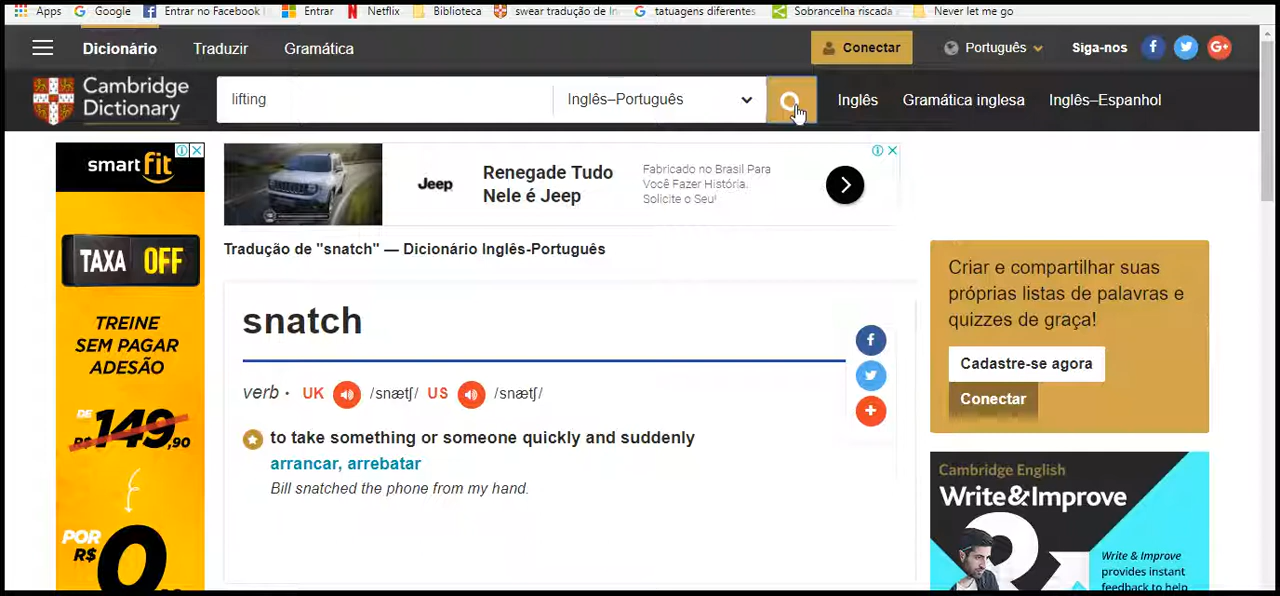 Apps Google Entrar no Facebook Entrar Netflix Biblioteca swear tradução de In tatuagens diferentes Sobrancelha riscada Never let me go
Dicionário Traduzir Gramática Conectar Português Siga-nos
Cambridge
Dictionary
lifting Inglês–Português Inglês Gramática inglesa Inglês–Espanhol
smart fit
TAXA OFF
TREINE
SEM PAGAR
ADESÃO
DE
R$ 149,90
POR
R$ 0
Jeep
Renegade Tudo
Nele é Jeep
Fabricado no Brasil Para
Você Fazer História.
Solicite o Seu!
Tradução de "snatch" — Dicionário Inglês-Português
snatch
verb · UK /snætʃ/ US /snætʃ/
to take something or someone quickly and suddenly
arrancar, arrebatar
Bill snatched the phone from my hand.
Criar e compartilhar suas
próprias listas de palavras e
quizzes de graça!
Cadastre-se agora
Conectar
Cambridge English
Write&Improve
Write & Improve
provides instant
feedback to help